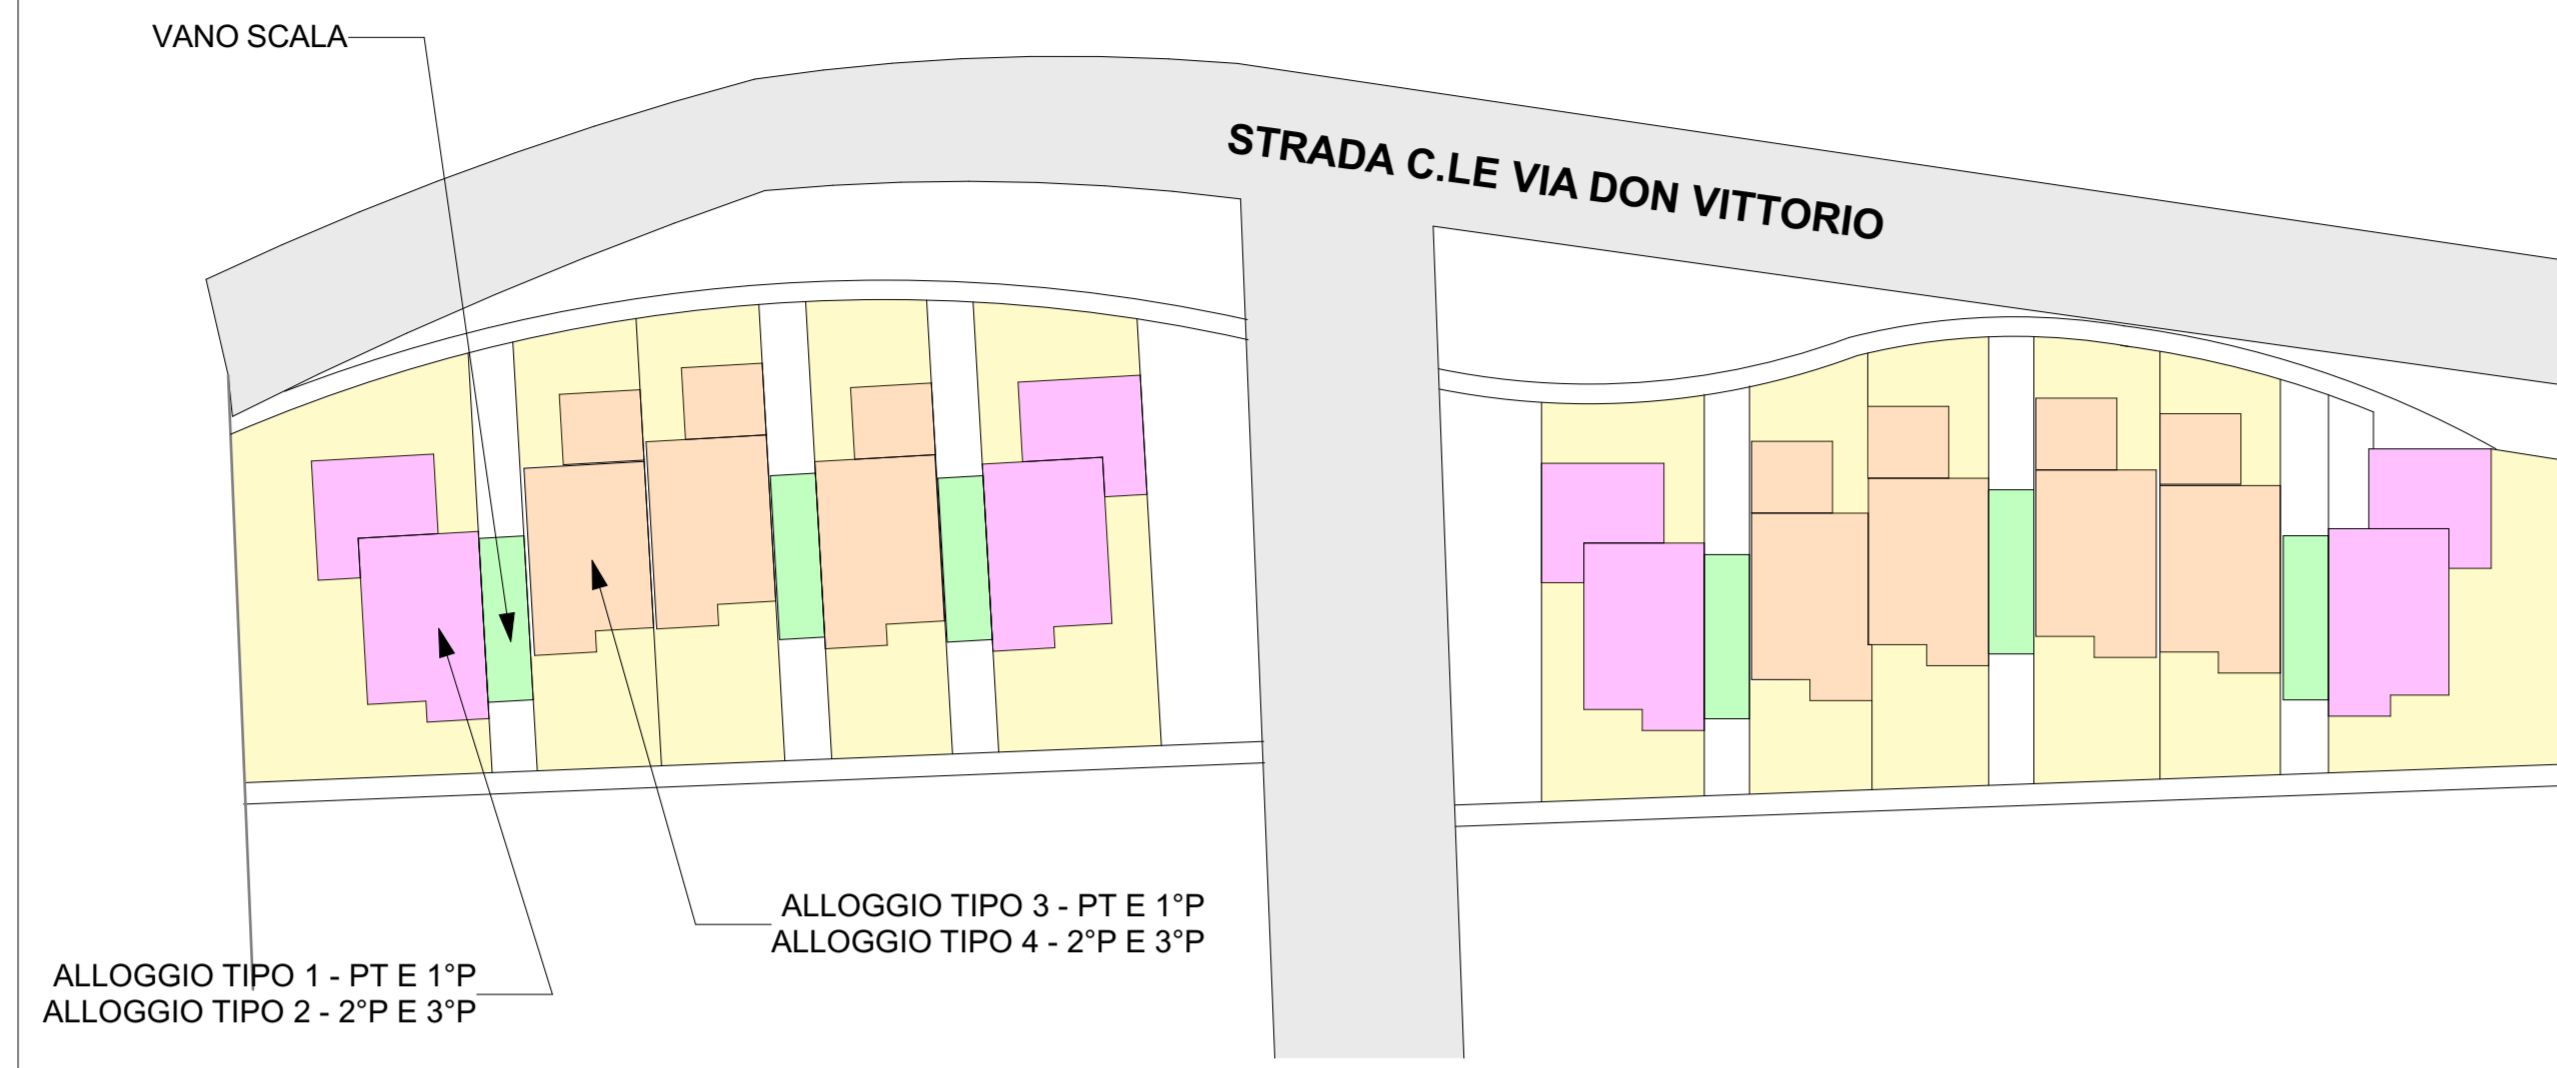 VANO SCALA
STRADA C.LE VIA DON VITTORIO
ALLOGGIO TIPO 3 - PT E 1°P
ALLOGGIO TIPO 4 - 2°P E 3°P
ALLOGGIO TIPO 1 - PT E 1°P
ALLOGGIO TIPO 2 - 2°P E 3°P